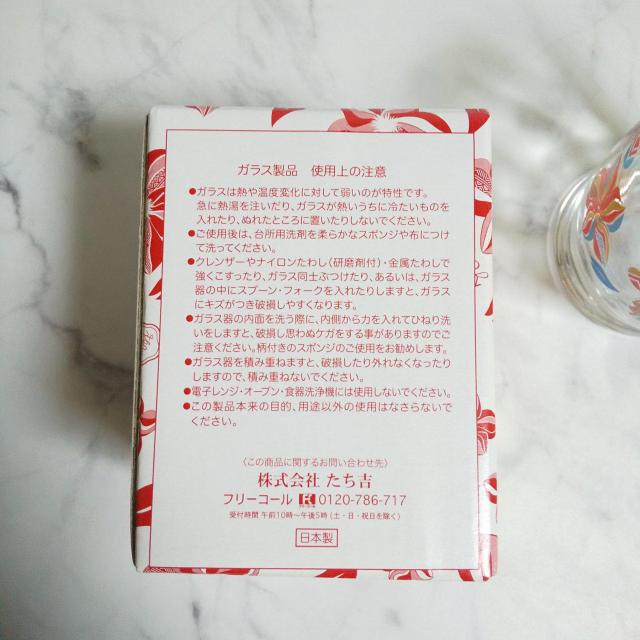 ガラス製品　使用上の注意
●ガラスは熱や温度変化に対して弱いのが特性です。
急に熱湯を注いだり、ガラスが熱いうちに冷たいものを
入れたり、ぬれたところに置いたりしないでください。
●ご使用後は、台所用洗剤を柔らかなスポンジや布につけ
て洗ってください。
●クレンザーやナイロンたわし(研磨剤付)・金属たわしで
強くこすったり、ガラス同士ぶつけたり、あるいは、ガラス
器の中にスプーン・フォークを入れたりしますと、ガラス
にキズがつき破損しやすくなります。
●ガラス器の内面を洗う際に、内側から力を入れてひねり洗
いをしますと、破損し思わぬケガをする事がありますのでご
注意ください。柄付きのスポンジのご使用をお勧めします。
●ガラス器を積み重ねますと、破損したり外れなくなったり
しますので、積み重ねないでください。
●電子レンジ・オーブン・食器洗浄機には使用しないでください。
●この製品本来の目的、用途以外の使用はなさらないで
ください。
〈この商品に関するお問い合わせ先〉
株式会社 たち吉
フリーコール 0120-786-717
受付時間 午前10時〜午後5時 (土・日・祝日を除く)
日本製